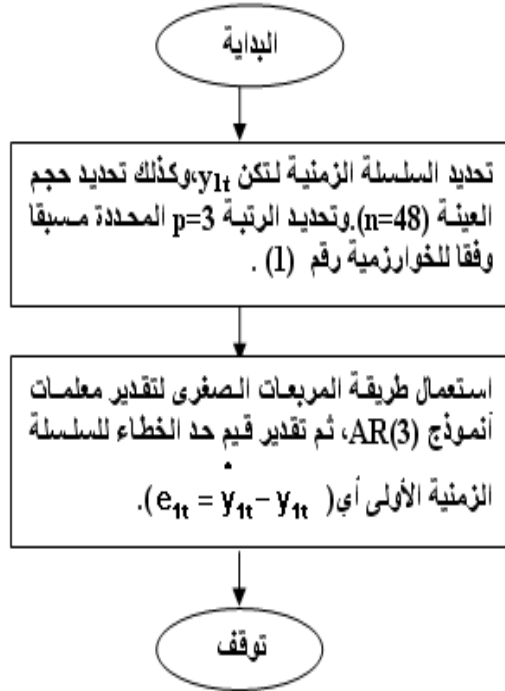 البداية
تحديد السلسلة الزمنية لتكن y1t،وكذلك تحديد حجم
العينة (n=48).وتحديد الرتبة p=3 المحددة مسبقا
وفقا للخوارزمية رقم (1) .
استعمال طريقة المربعات الصغرى لتقدير معلمات
أنموذج AR(3)، ثم تقدير قيم حد الخطاء للسلسلة
الزمنية الأولى أي( e1t = y1t − y1t).
توقف